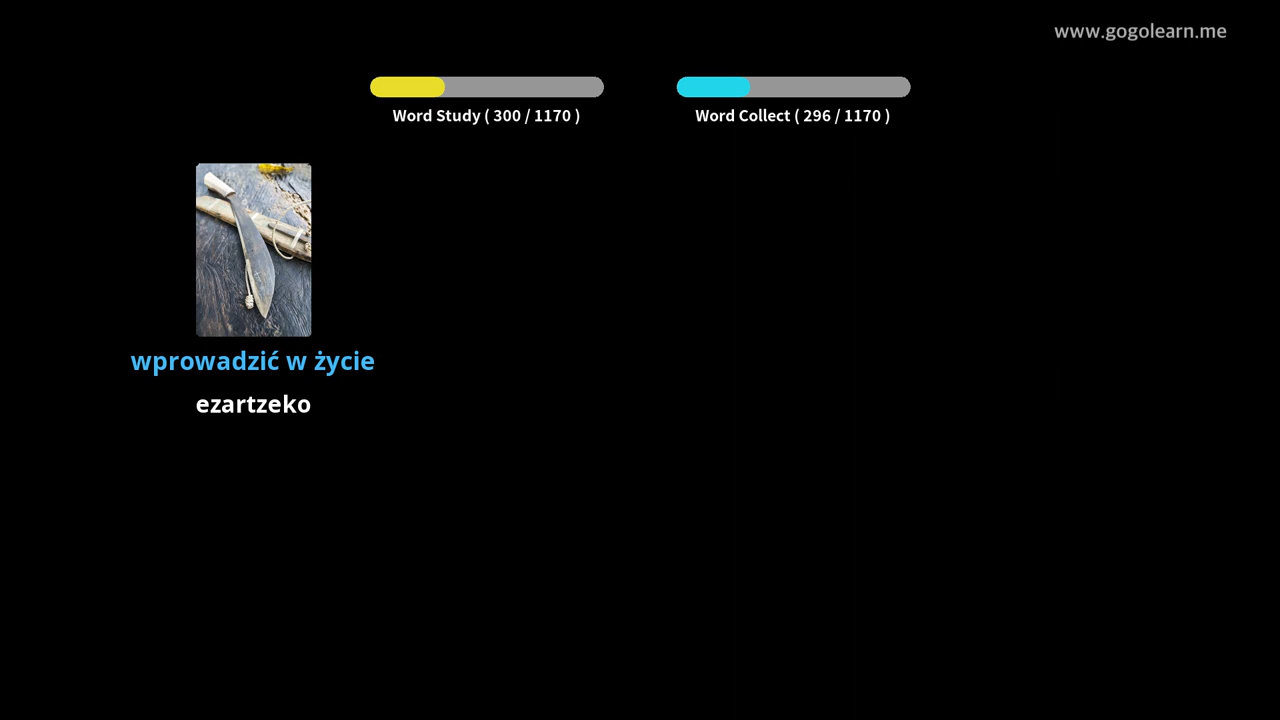 www.gogolearn.me
Word Study ( 300 / 1170 )
Word Collect ( 296 / 1170 )
wprowadzić w życie
ezartzeko